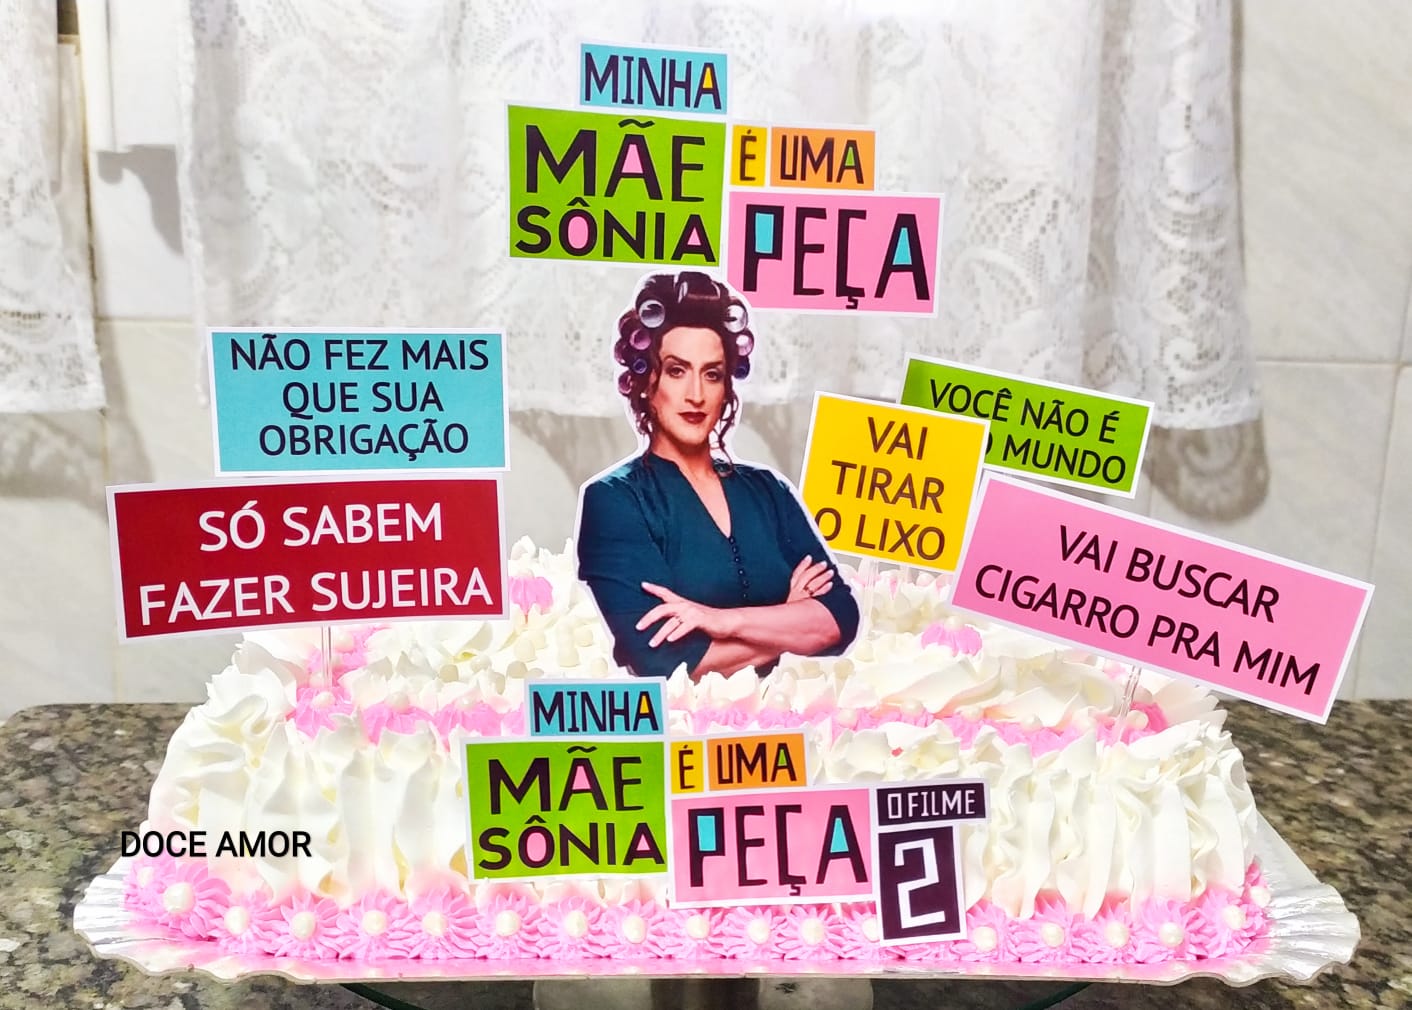 MINHA
MÃE
SÔNIA
É UMA
PEÇA
NÃO FEZ MAIS
QUE SUA
OBRIGAÇÃO
SÓ SABEM
FAZER SUJEIRA
VOCÊ NÃO É
MUNDO
VAI
TIRAR
O LIXO
VAI BUSCAR
CIGARRO PRA MIM
MINHA
MÃE
SÔNIA
É UMA
PEÇA
O FILME
2
DOCE AMOR